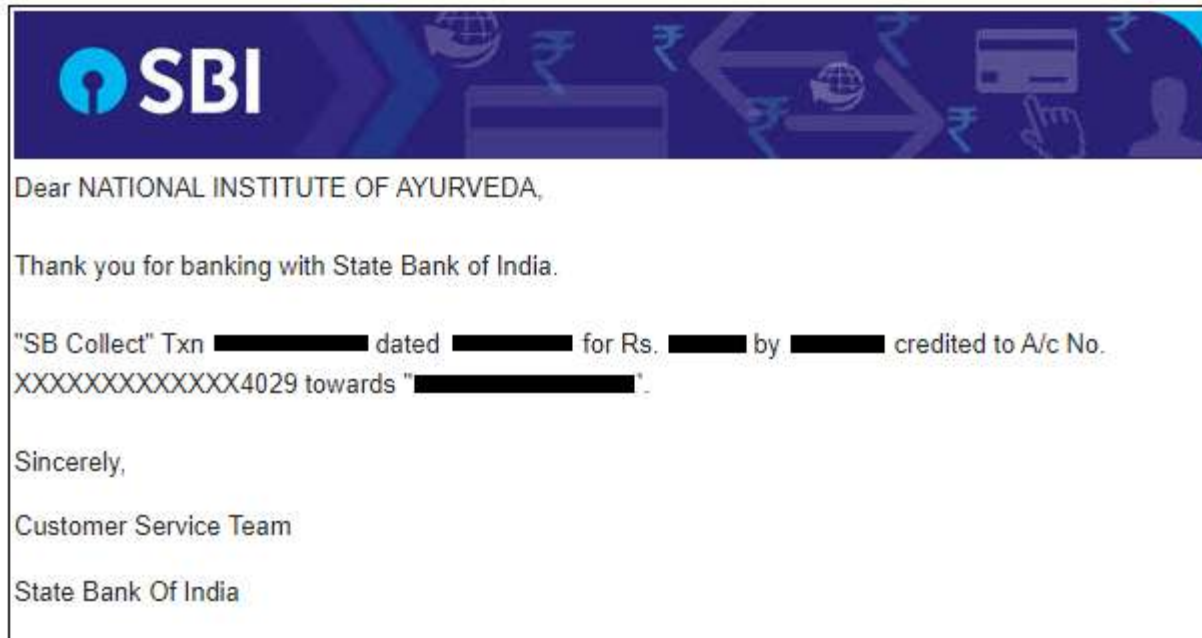 SBI
Dear NATIONAL INSTITUTE OF AYURVEDA,
Thank you for banking with State Bank of India.
"SB Collect" Txn dated for Rs. by credited to A/c No.
XXXXXXXXXXXXX4029 towards "".
Sincerely,
Customer Service Team
State Bank Of India